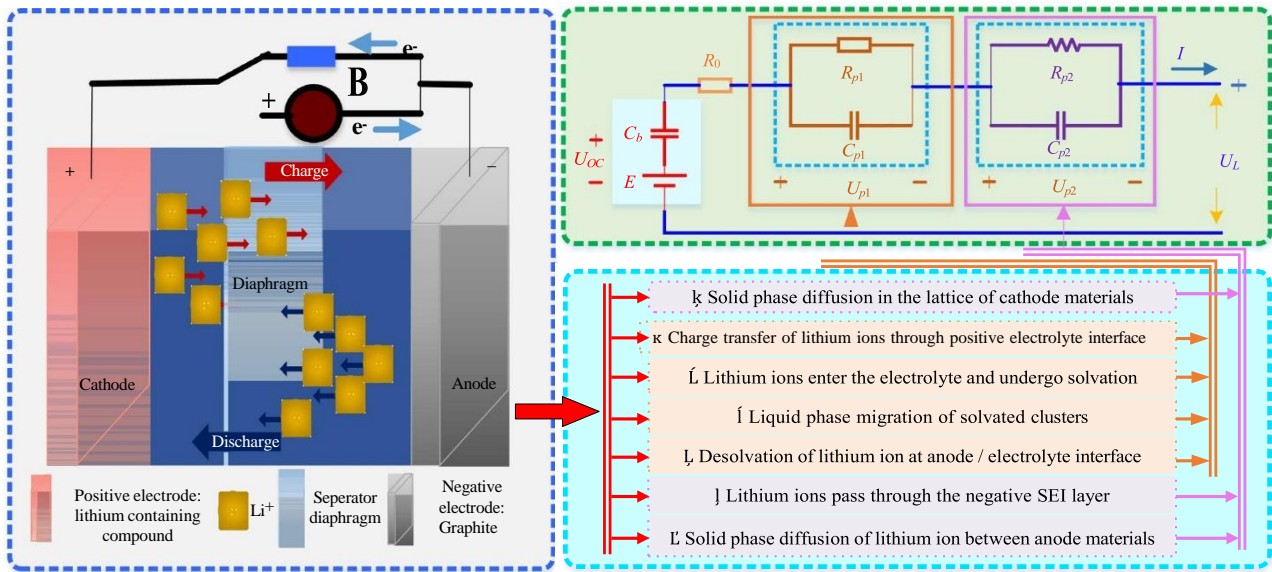 e-
B
+
e-
+
Charge
−
Diaphragm
Cathode
Anode
Discharge
Positive electrode:
lithium containing
compound
Li⁺
Seperator
diaphragm
Negative
electrode:
Graphite
R0
Rp1
Rp2
I
+
+
UOC
−
Cb
E
Cp1
Cp2
UL
+ Up1 −
+ Up2 −
ķ Solid phase diffusion in the lattice of cathode materials
ĸ Charge transfer of lithium ions through positive electrolyte interface
Ĺ Lithium ions enter the electrolyte and undergo solvation
ĺ Liquid phase migration of solvated clusters
Ļ Desolvation of lithium ion at anode / electrolyte interface
ļ Lithium ions pass through the negative SEI layer
Ľ Solid phase diffusion of lithium ion between anode materials